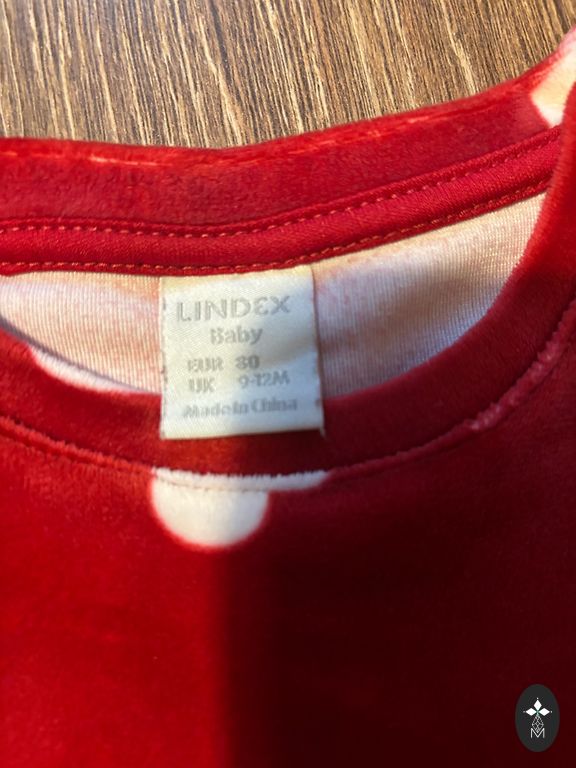 LINDEX
Baby
EUR 80
UK 9-12M
Made in China
M